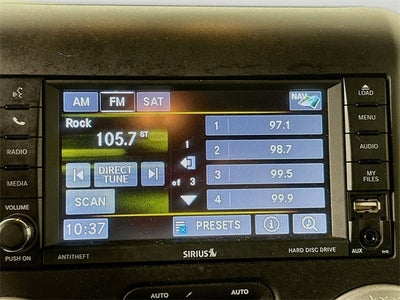 AM FM SAT NAV
LOAD
Rock
105.7 ST
1 97.1
MENU
RADIO
2 98.7
AUDIO
1
of 3
DIRECT
TUNE
3 99.5
MY
FILES
MEDIA
SCAN
4 99.9
VOLUME
10:37 PRESETS
AUX
PUSH ON
ANTITHEFT SIRIUS HARD DISC DRIVE
AUTO AUTO